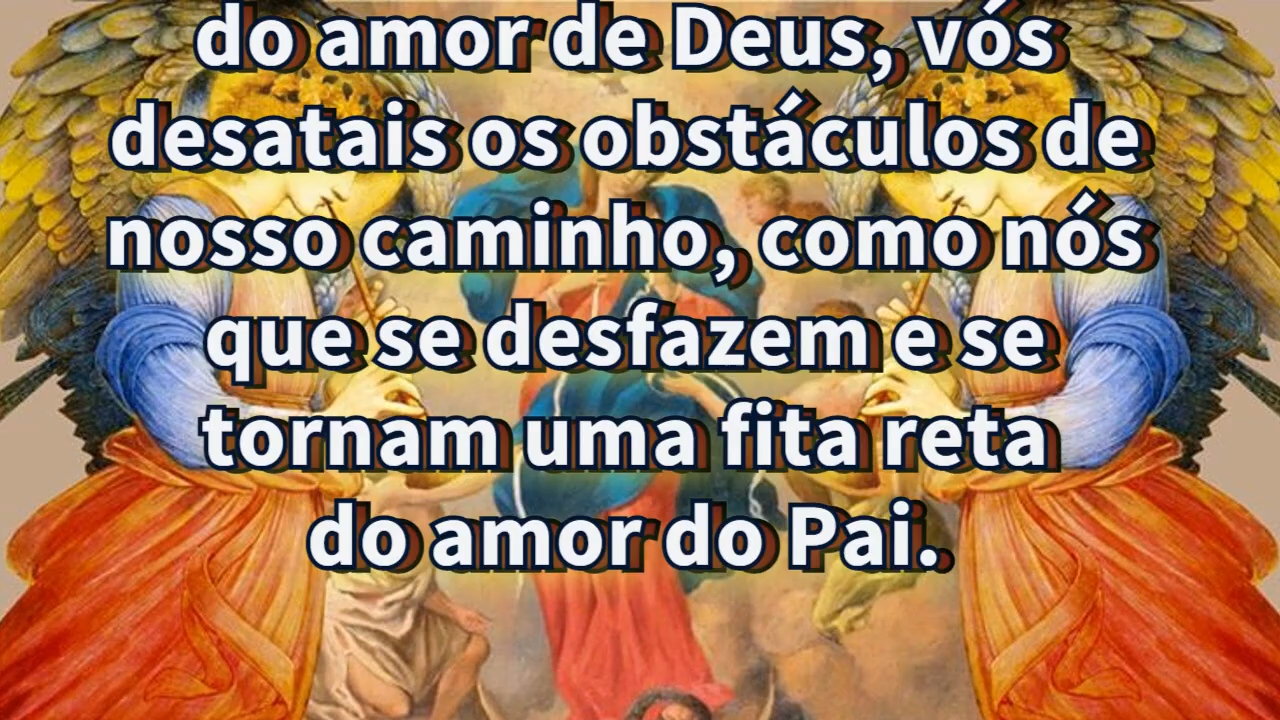 do amor de Deus, vós
desatais os obstáculos de
nosso caminho, como nós
que se desfazem e se
tornam uma fita reta
do amor do Pai.